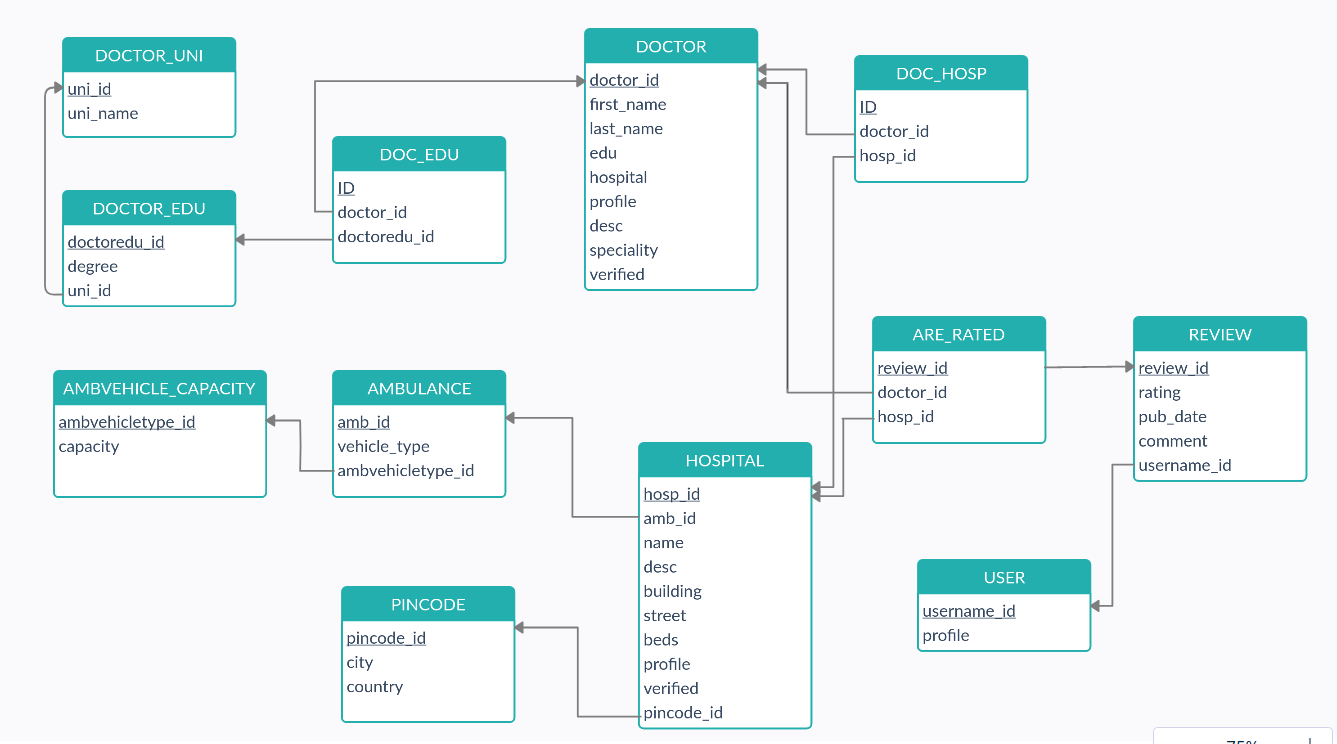 DOCTOR_UNI
uni_id
uni_name
DOCTOR_EDU
doctoredu_id
degree
uni_id
DOC_EDU
ID
doctor_id
doctoredu_id
DOCTOR
doctor_id
first_name
last_name
edu
hospital
profile
desc
speciality
verified
DOC_HOSP
ID
doctor_id
hosp_id
AMBVEHICLE_CAPACITY
ambvehicletype_id
capacity
AMBULANCE
amb_id
vehicle_type
ambvehicletype_id
ARE_RATED
review_id
doctor_id
hosp_id
REVIEW
review_id
rating
pub_date
comment
username_id
HOSPITAL
hosp_id
amb_id
name
desc
building
street
beds
profile
verified
pincode_id
PINCODE
pincode_id
city
country
USER
username_id
profile